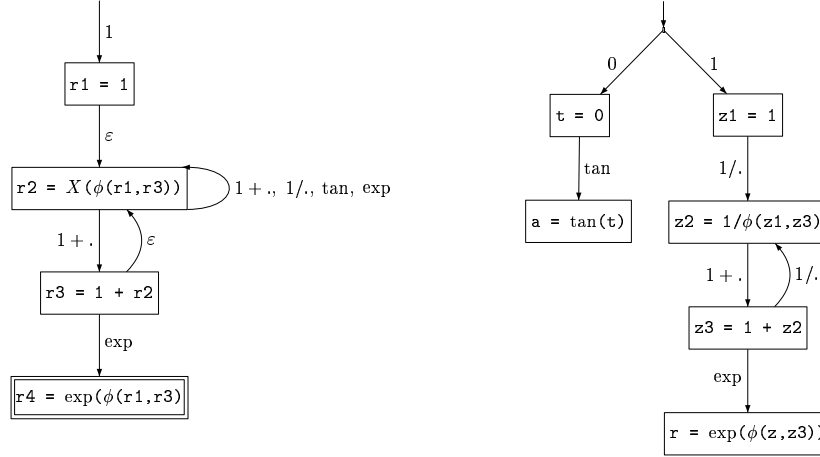 1
r1 = 1
ε
r2 = X(ϕ(r1,r3))
1 + ., 1/., tan, exp
1 + .
ε
r3 = 1 + r2
exp
r4 = exp(ϕ(r1,r3)
0
1
t = 0
z1 = 1
tan
1/.
a = tan(t)
z2 = 1/ϕ(z1,z3)
1 + .
1/.
z3 = 1 + z2
exp
r = exp(ϕ(z,z3))